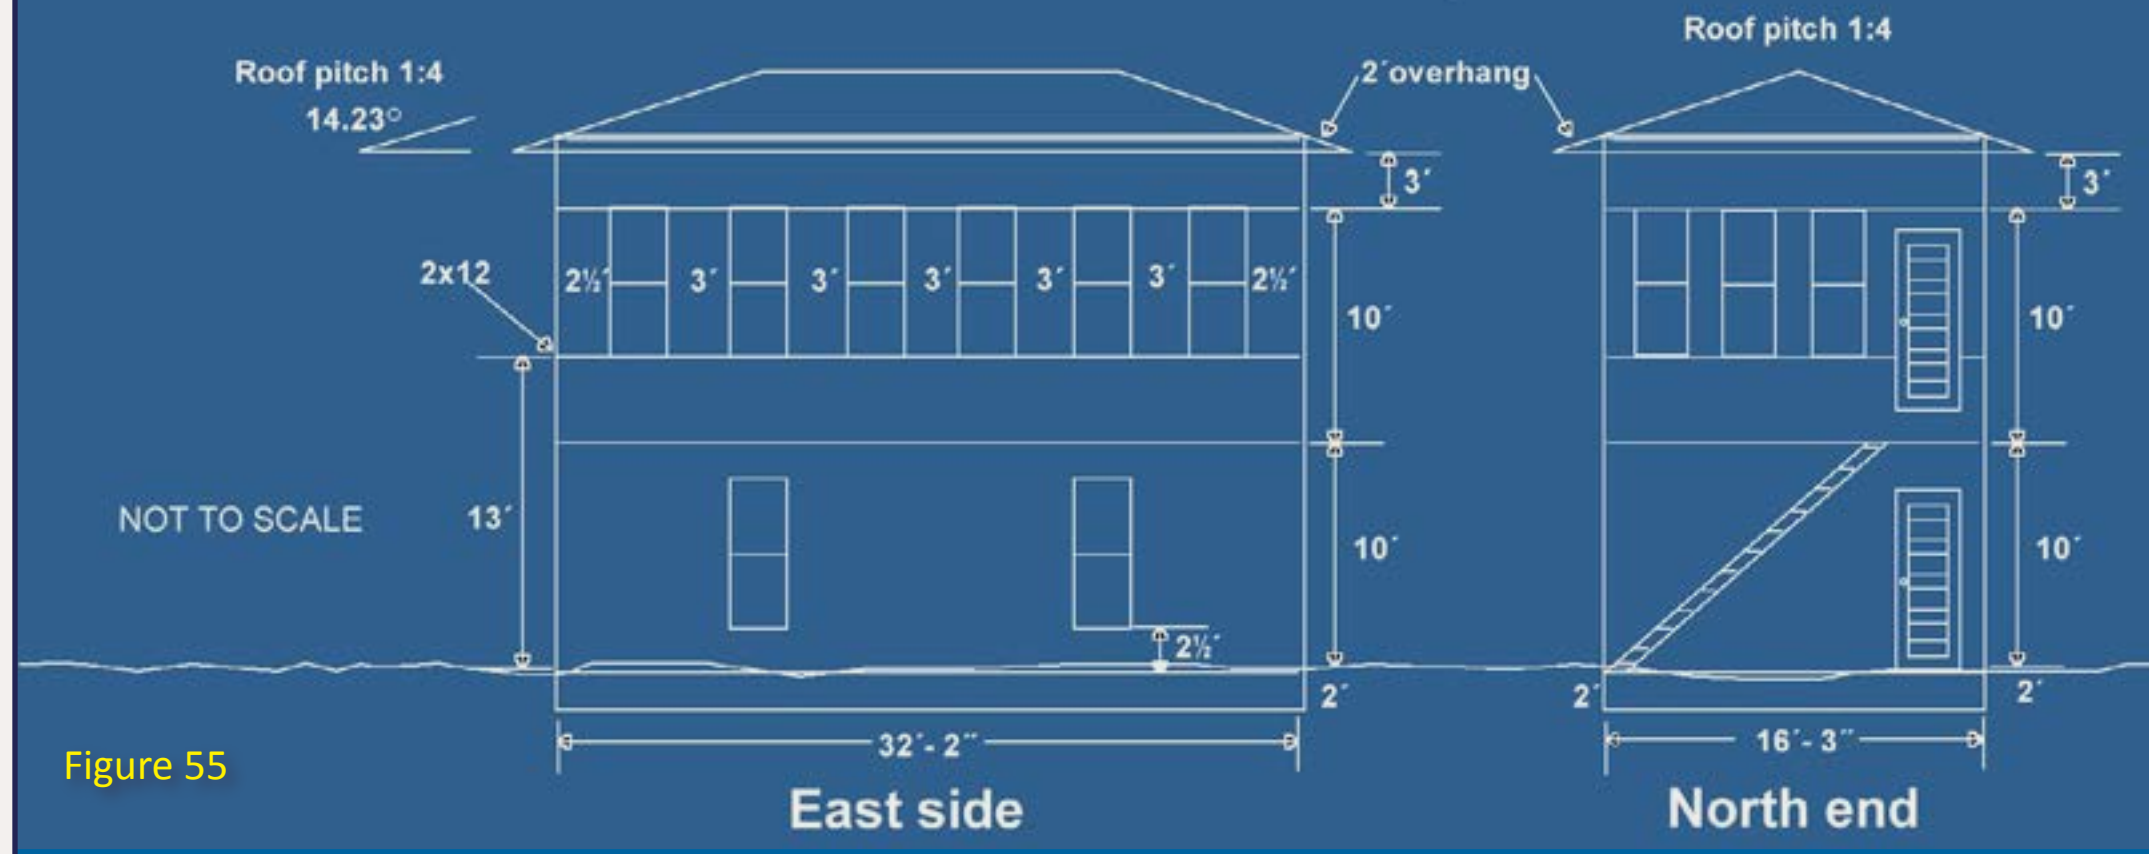 Roof pitch 1:4
Roof pitch 1:4
14.23°
2´overhang
3´
3´
2x12
2½´
3´
3´
3´
3´
3´
2½´
10´
10´
NOT TO SCALE
13´
10´
10´
2½´
2´
2´
2´
32´- 2˝
16´- 3˝
Figure 55
East side
North end